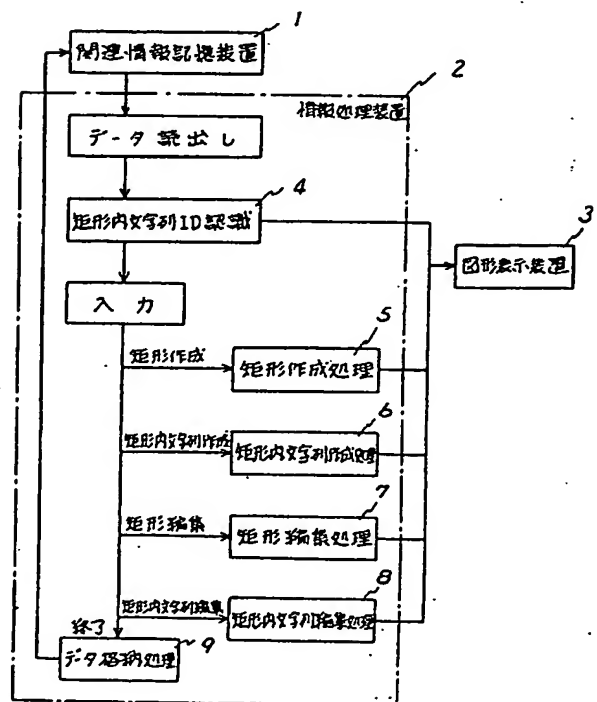 1
関連情報記憶装置
2
情報処理装置
データ読出し
4
矩形内文字列ID認識
3
図形表示装置
入力
5
矩形作成
矩形作成処理
6
矩形内文字列作成
矩形内文字列作成処理
7
矩形編集
矩形編集処理
8
矩形内文字列編集
矩形内文字列編集処理
終了
9
データ格納処理